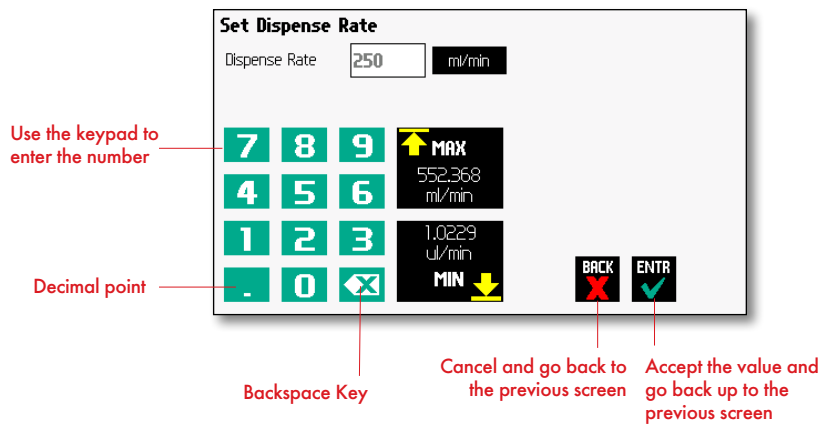 Set Dispense Rate
Dispense Rate 250 ml/min
Use the keypad to
enter the number
7 8 9
MAX
552.368
ml/min
4 5 6
1 2 3
1.0229
ul/min
MIN
. 0 X
BACK
X
ENTR
Decimal point
Backspace Key
Cancel and go back to
the previous screen
Accept the value and
go back up to the
previous screen